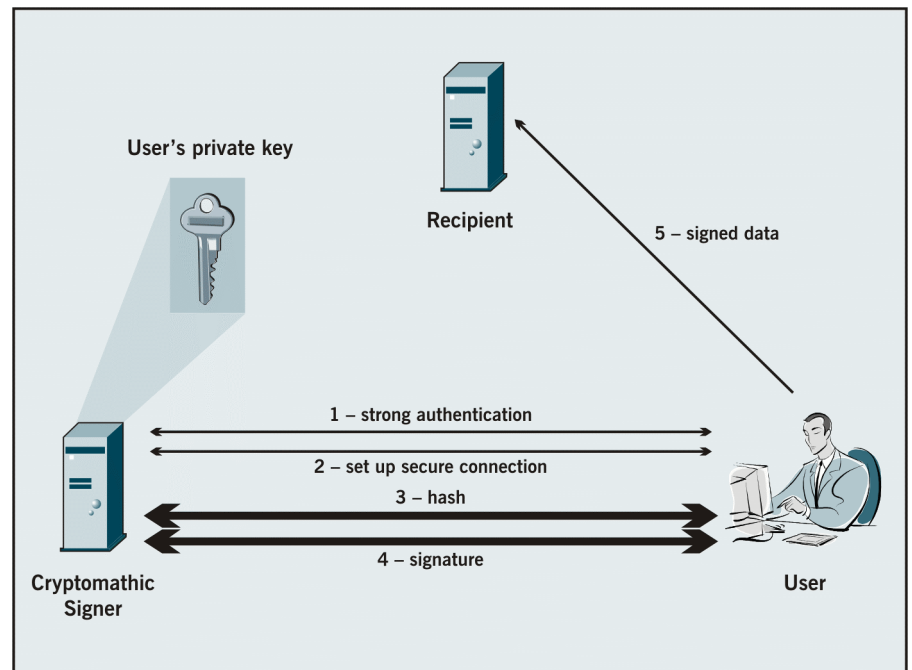 User's private key
Recipient
5 – signed data
1 – strong authentication
2 – set up secure connection
3 – hash
4 – signature
Cryptomathic
Signer
User